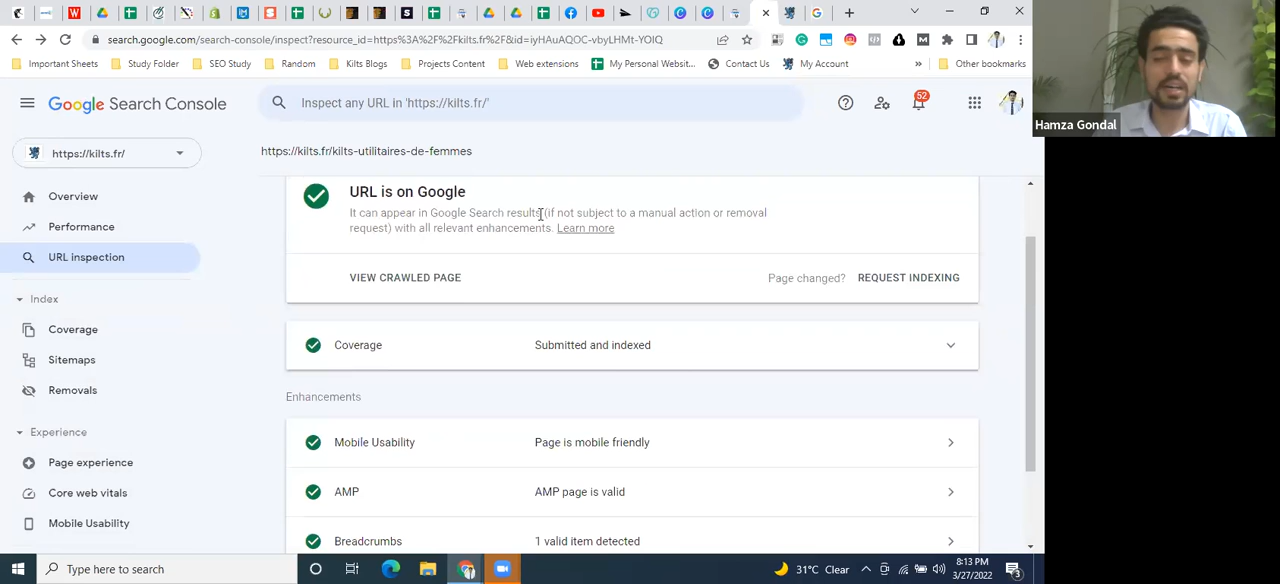 search.google.com/search-console/inspect?resource_id=https%3A%2F%2Fkilts.fr%2F&id=iyHAuAQOC-vbyLHMt-YOIQ
Important Sheets
Study Folder
SEO Study
Random
Kilts Blogs
Projects Content
Web extensions
My Personal Websit...
Contact Us
My Account
»
Other bookmarks
Google Search Console
Inspect any URL in 'https://kilts.fr/'
52
Hamza Gondal
https://kilts.fr/
https://kilts.fr/kilts-utilitaires-de-femmes
Overview
Performance
URL inspection
Index
Coverage
Sitemaps
Removals
Experience
Page experience
Core web vitals
Mobile Usability
URL is on Google
It can appear in Google Search results (if not subject to a manual action or removal
request) with all relevant enhancements. Learn more
VIEW CRAWLED PAGE
Page changed? REQUEST INDEXING
Coverage Submitted and indexed
Enhancements
Mobile Usability Page is mobile friendly
AMP AMP page is valid
Breadcrumbs 1 valid item detected
Type here to search
31°C Clear
8:13 PM
3/27/2022
3